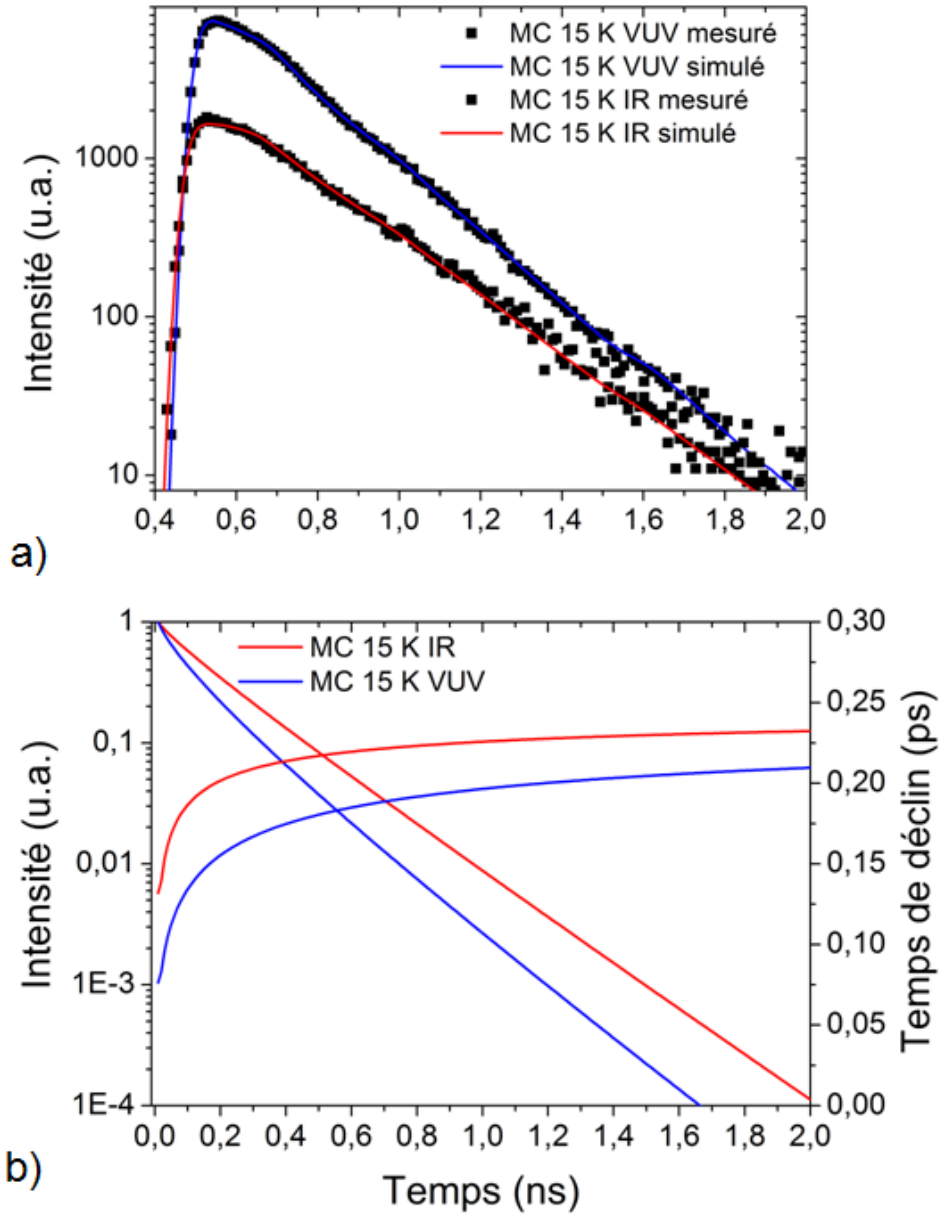 MC 15 K VUV mesuré
MC 15 K VUV simulé
MC 15 K IR mesuré
MC 15 K IR simulé
Intensité (u.a.)
1000
100
10
0,4 0,6 0,8 1,0 1,2 1,4 1,6 1,8 2,0
a)
MC 15 K IR
MC 15 K VUV
Intensité (u.a.)
1
0,1
0,01
1E-3
1E-4
0,30
0,25
0,20
0,15
0,10
0,05
0,00
Temps de déclin (ps)
0,0 0,2 0,4 0,6 0,8 1,0 1,2 1,4 1,6 1,8 2,0
b)
Temps (ns)